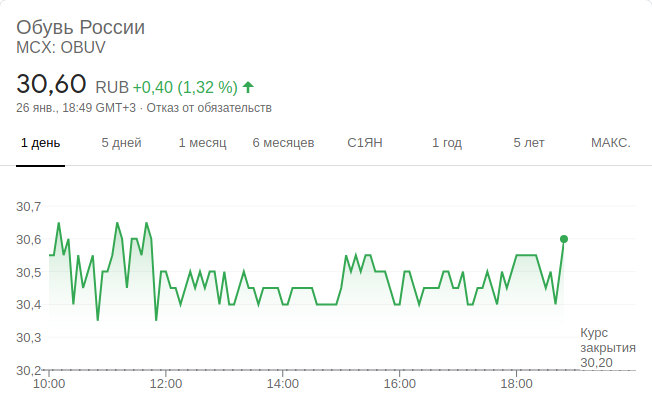 Обувь России
MCX: OBUV
30,60 RUB +0,40 (1,32 %)
26 янв., 18:49 GMT+3 · Отказ от обязательств
1 день 5 дней 1 месяц 6 месяцев С1ЯН 1 год 5 лет МАКС.
30,7
30,6
30,5
30,4
30,3
30,2
Курс
закрытия
30,20
10:00 12:00 14:00 16:00 18:00